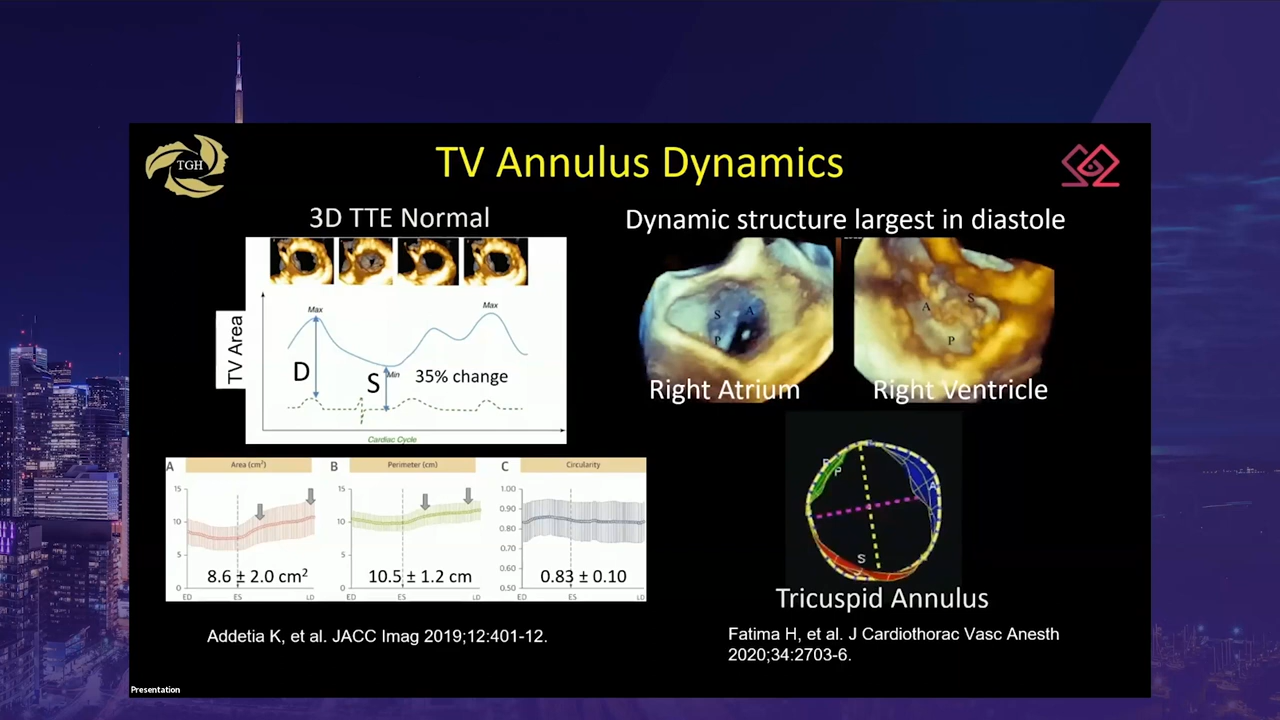 TGH
TV Annulus Dynamics
3D TTE Normal
Dynamic structure largest in diastole
TV Area
Max
Max
D
S
Min
35% change
Cardiac Cycle
S
A
P
Right Atrium
A
S
P
Right Ventricle
A
Area (cm²)
15
10
5
0
8.6 ± 2.0 cm²
ED
ES
LD
B
Perimeter (cm)
15
10
5
0
10.5 ± 1.2 cm
ED
ES
LD
C
Circularity
1.00
0.90
0.80
0.70
0.60
0.50
0.83 ± 0.10
ED
ES
LD
P
A
S
Tricuspid Annulus
Addetia K, et al. JACC Imag 2019;12:401-12.
Fatima H, et al. J Cardiothorac Vasc Anesth
2020;34:2703-6.
Presentation